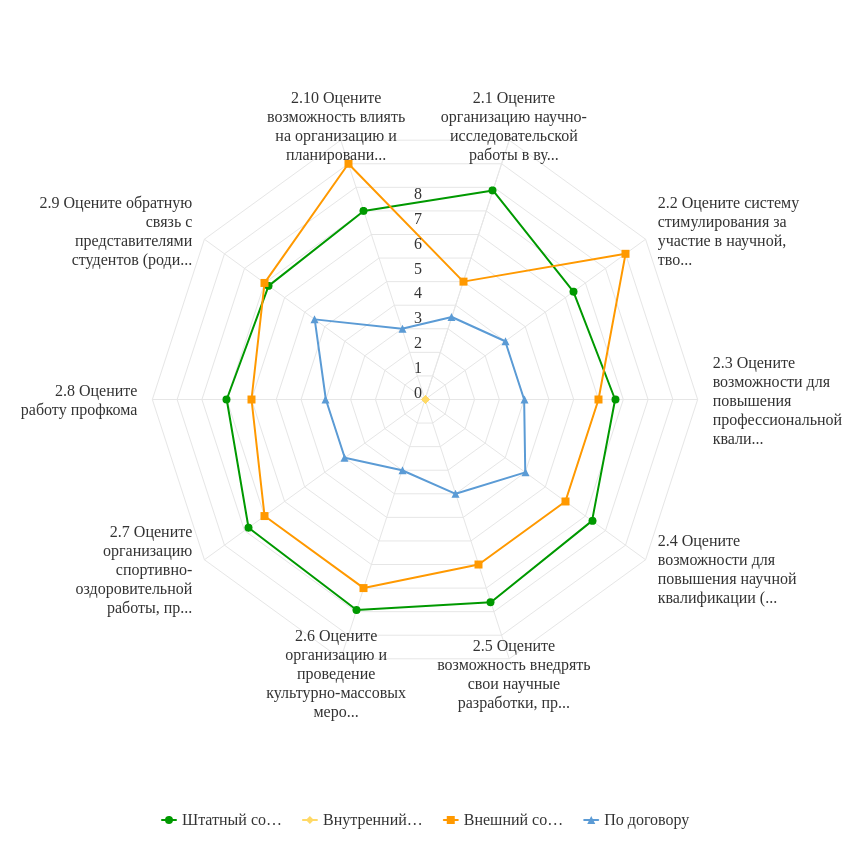 2.10 Оцените
возможность влиять
на организацию и
планировани...
2.1 Оцените
организацию научно-
исследовательской
работы в ву...
2.9 Оцените обратную
связь с
представителями
студентов (роди...
2.2 Оцените систему
стимулирования за
участие в научной,
тво...
8
7
6
5
4
3
2
1
0
2.8 Оцените
работу профкома
2.3 Оцените
возможности для
повышения
профессиональной
квали...
2.7 Оцените
организацию
спортивно-
оздоровительной
работы, пр...
2.4 Оцените
возможности для
повышения научной
квалификации (...
2.6 Оцените
организацию и
проведение
культурно-массовых
меро...
2.5 Оцените
возможность внедрять
свои научные
разработки, пр...
Штатный со… Внутренний… Внешний со… По договору